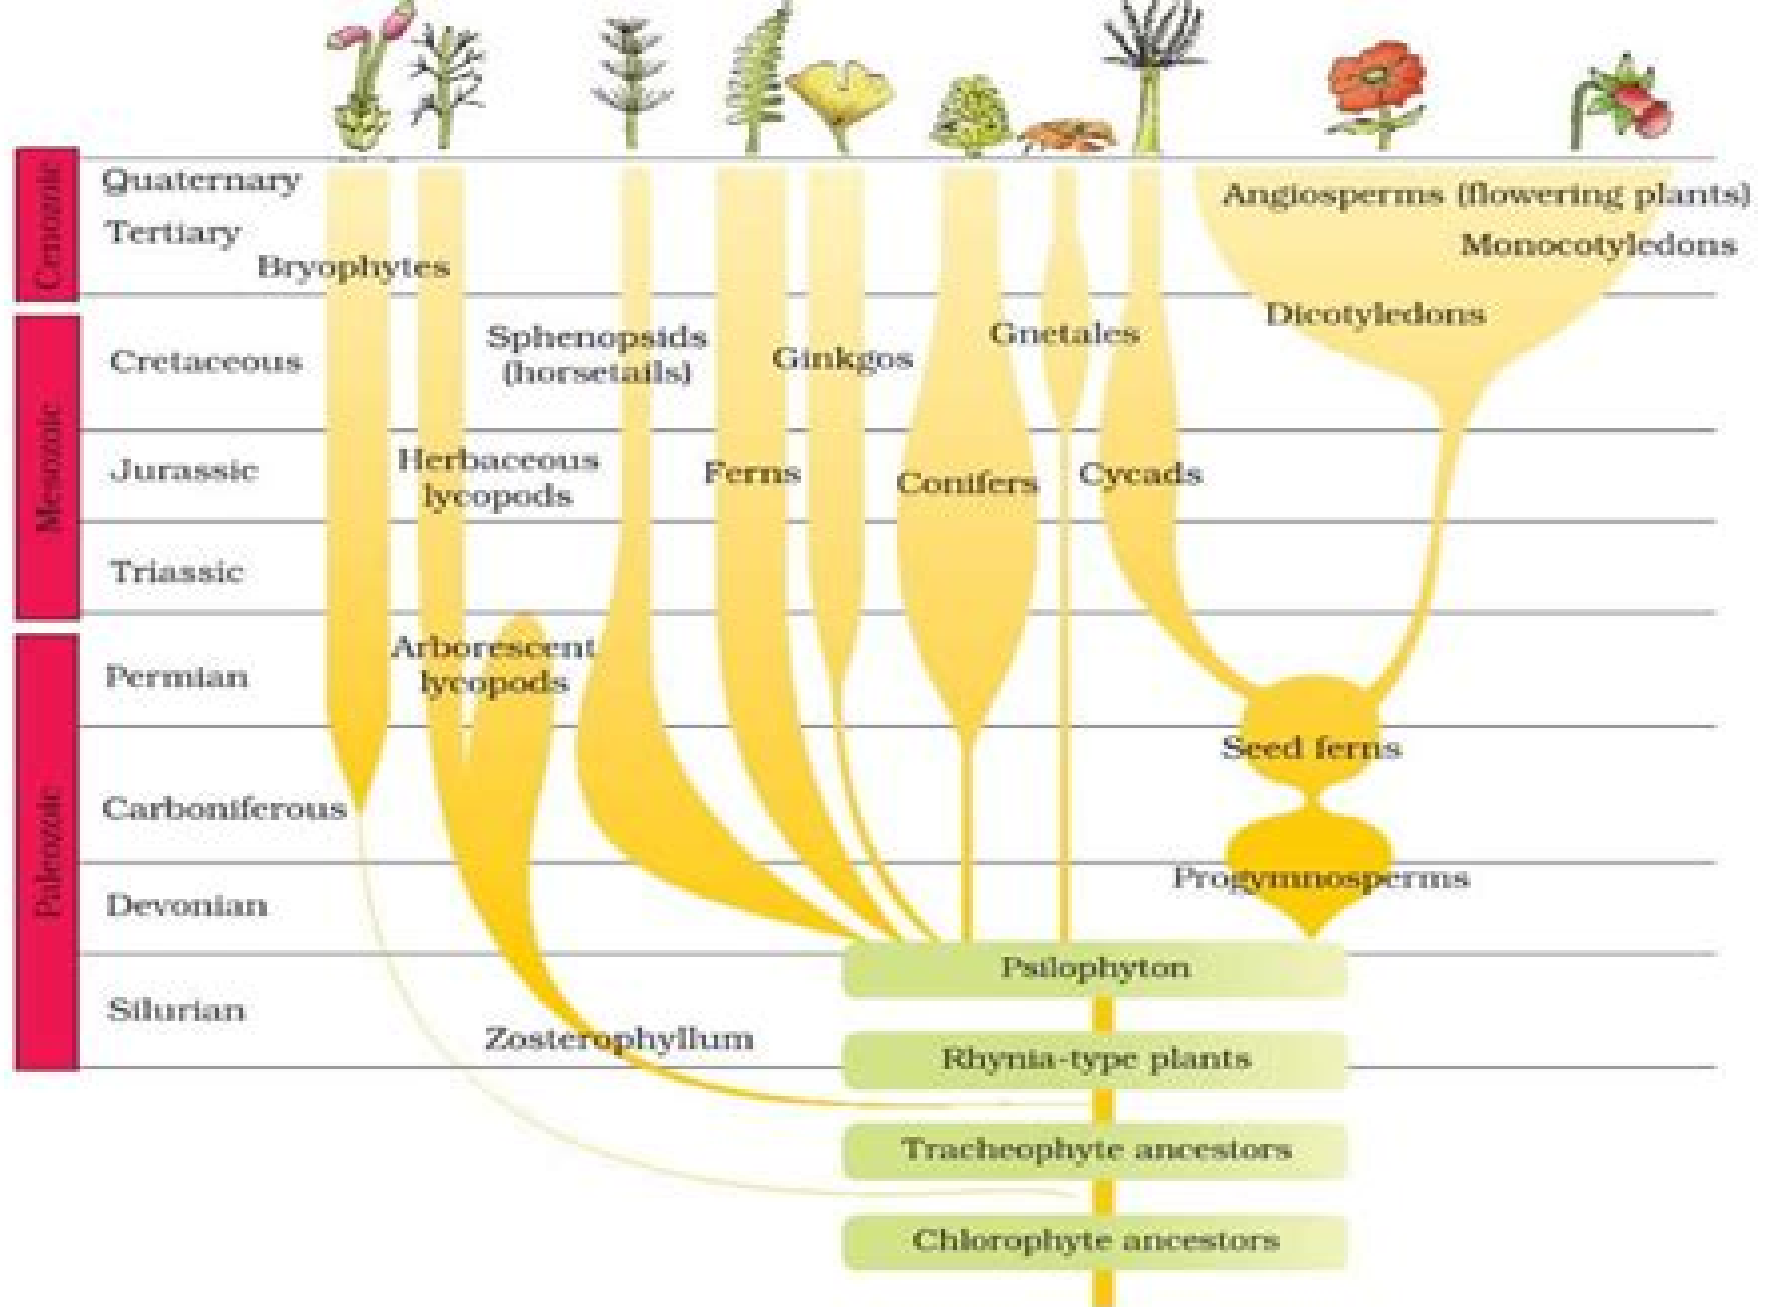 Cenozoic
Quaternary
Tertiary
Bryophytes
Angiosperms (flowering plants)
Monocotyledons
Dicotyledons
Mesozoic
Cretaceous
Sphenopsids
(horsetails)
Ginkgos
Gnetales
Jurassic
Herbaceous
lycopods
Ferns
Conifers
Cycads
Triassic
Paleozoic
Permian
Arborescent
lycopods
Seed ferns
Carboniferous
Progymnosperms
Devonian
Psilophyton
Silurian
Zosterophyllum
Rhynia-type plants
Tracheophyte ancestors
Chlorophyte ancestors